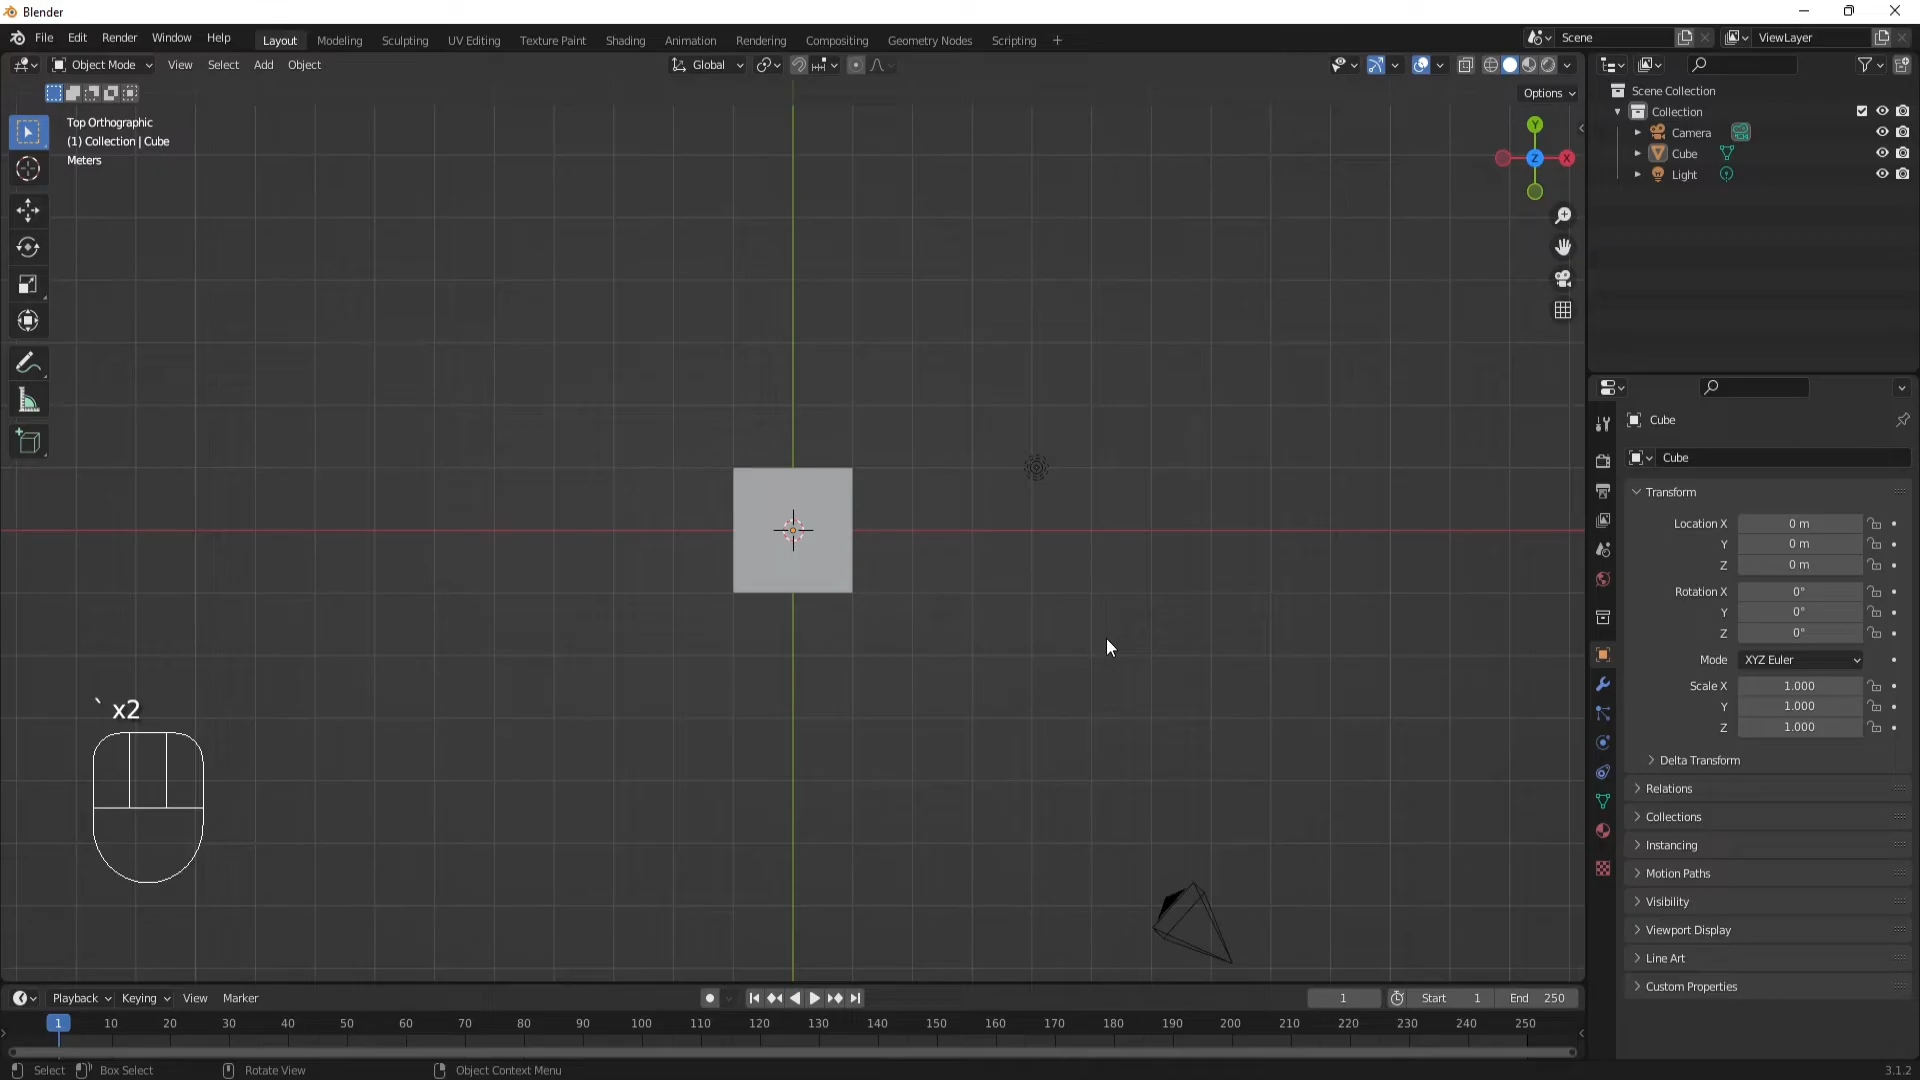 Blender
File Edit Render Window Help
Layout Modeling Sculpting UV Editing Texture Paint Shading Animation Rendering Compositing Geometry Nodes Scripting +
Scene
ViewLayer
Object Mode View Select Add Object
Global
Options
Top Orthographic
(1) Collection | Cube
Meters
Y
Z
X
Scene Collection
Collection
Camera
Cube
Light
Cube
Cube
Transform
Location X 0 m
Y 0 m
Z 0 m
Rotation X 0°
Y 0°
Z 0°
Mode XYZ Euler
Scale X 1.000
Y 1.000
Z 1.000
Delta Transform
Relations
Collections
Instancing
Motion Paths
Visibility
Viewport Display
Line Art
Custom Properties
` x2
Playback Keying View Marker
1
Start 1
End 250
1 10 20 30 40 50 60 70 80 90 100 110 120 130 140 150 160 170 180 190 200 210 220 230 240 250
Select Box Select Rotate View Object Context Menu
3.1.2